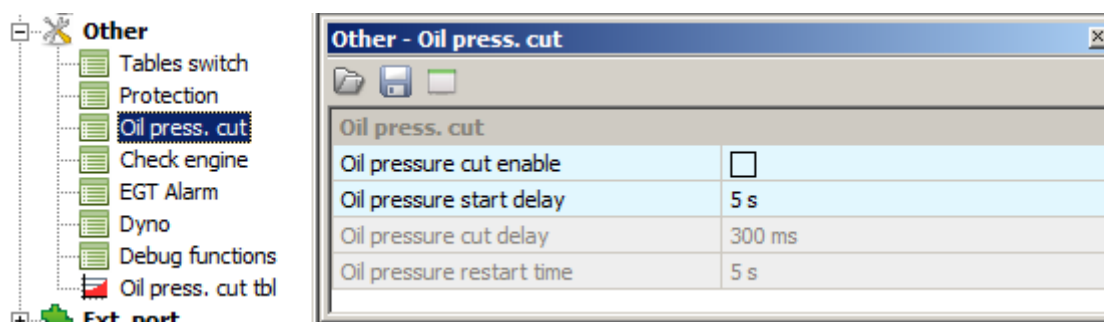 Other
Tables switch
Protection
Oil press. cut
Check engine
EGT Alarm
Dyno
Debug functions
Oil press. cut tbl
Ext. port
Other - Oil press. cut
Oil press. cut
Oil pressure cut enable
Oil pressure start delay 5 s
Oil pressure cut delay 300 ms
Oil pressure restart time 5 s